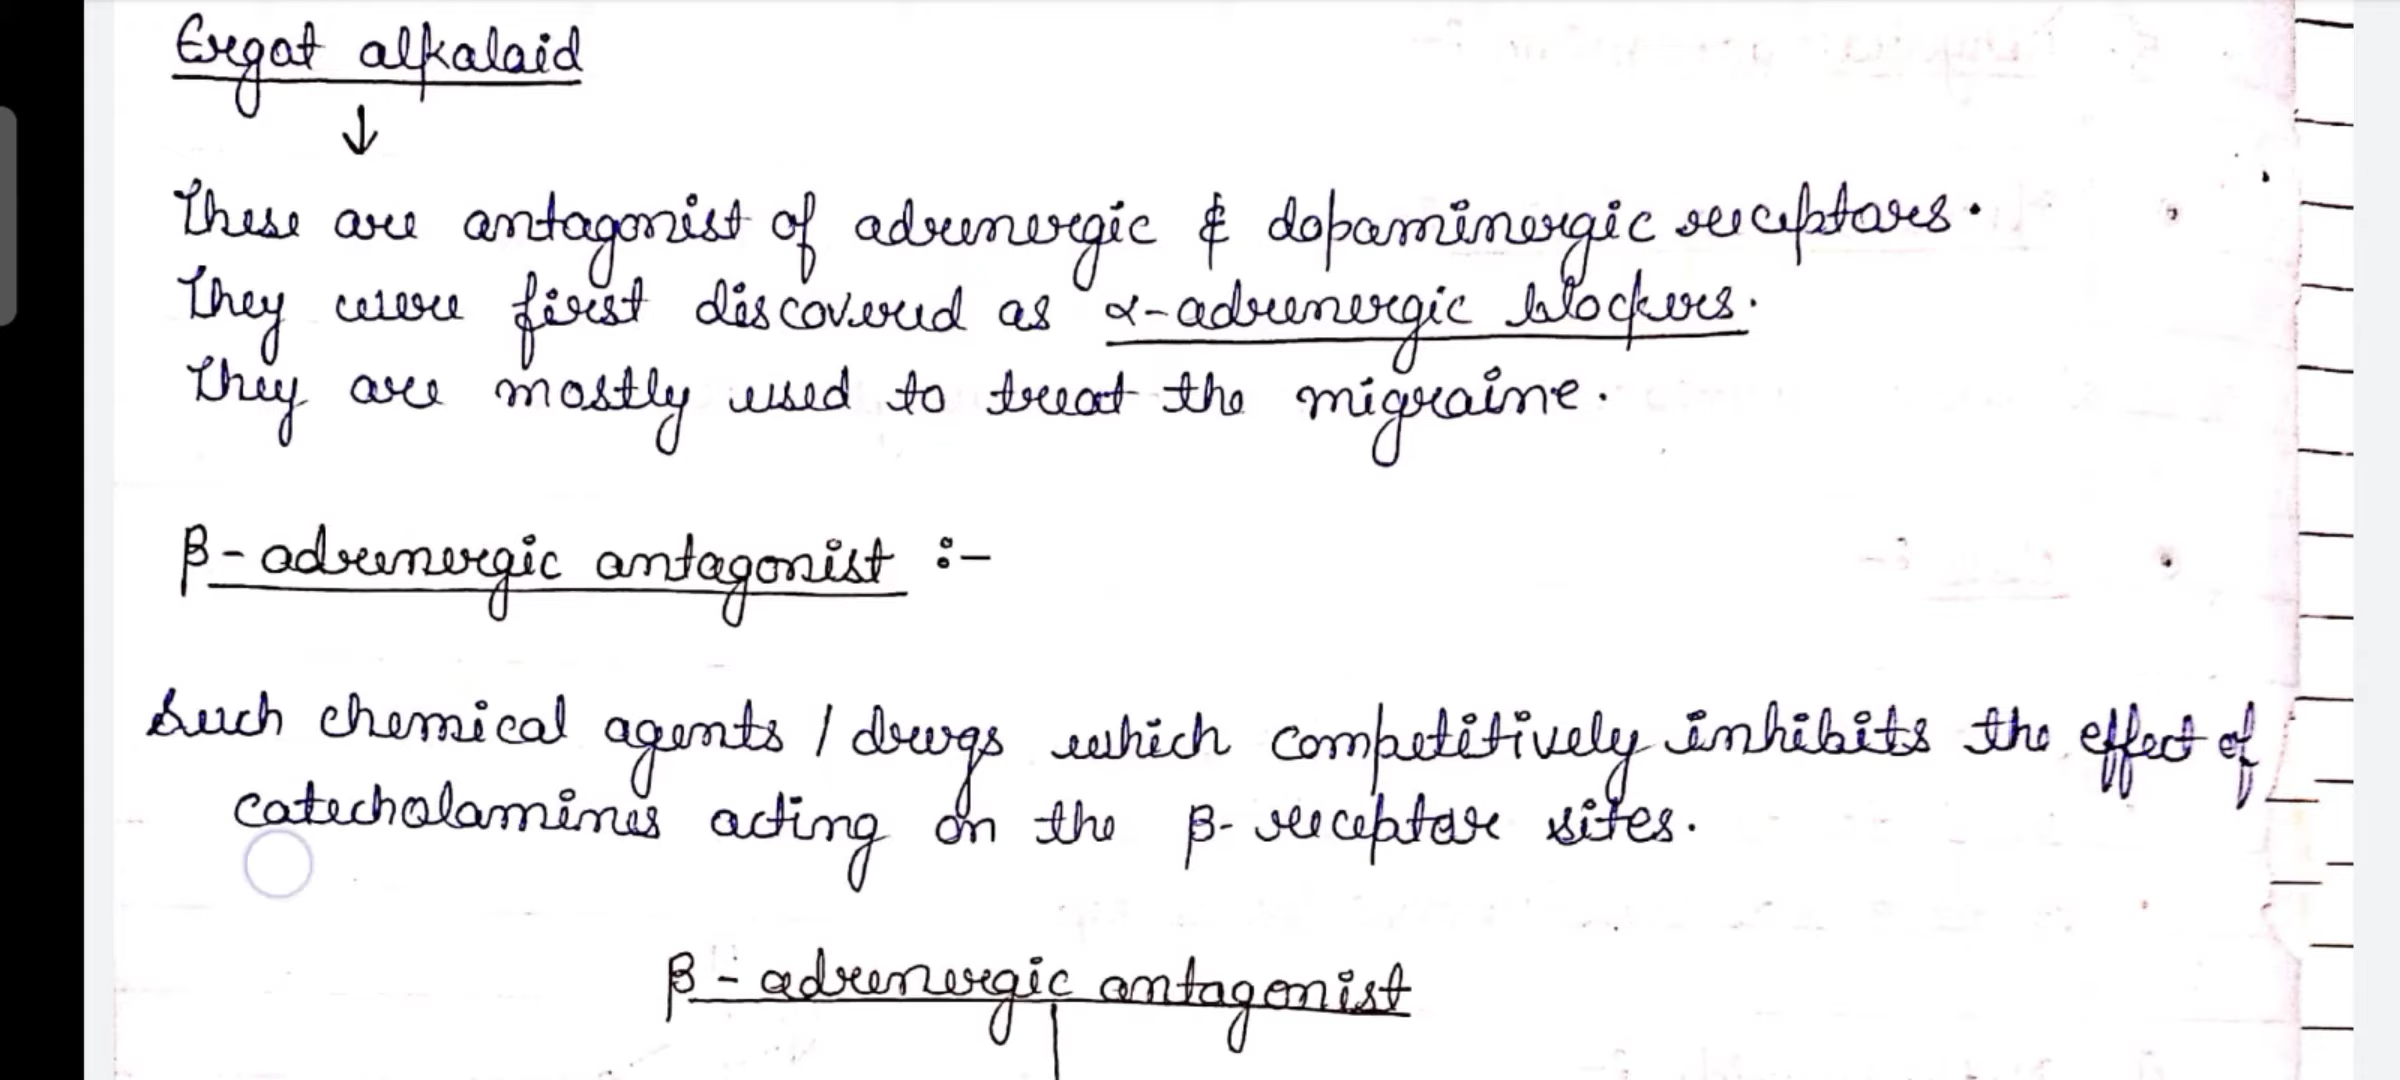 Ergot alkaloid
↓
These are antagonist of adrenergic & dopaminergic receptors.
They were first discovered as α-adrenergic blockers.
They are mostly used to treat the migraine.
β-adrenergic antagonist :-
Such chemical agents / drugs which competitively inhibits the effect of
catecholamines acting on the β-receptor sites.
β-adrenergic antagonist